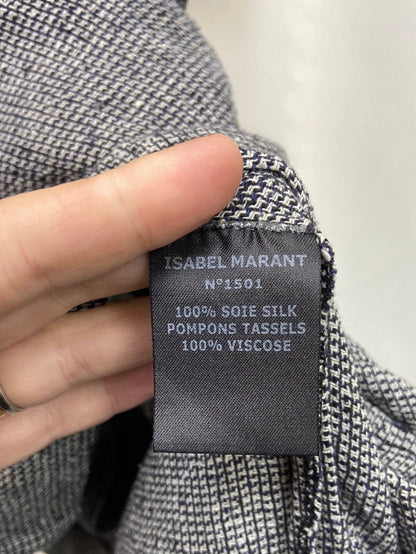 ISABEL MARANT
N°1501
100% SOIE SILK
POMPONS TASSELS
100% VISCOSE